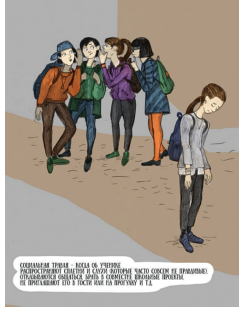 СОЦИАЛЬНАЯ ТРАВЛЯ – КОГДА ОБ УЧЕНИКЕ
РАСПРОСТРАНЯЮТ СПЛЕТНИ И СЛУХИ (КОТОРЫЕ ЧАСТО СОВСЕМ НЕ ПРАВДИВЫЕ),
ОТКАЗЫВАЮТСЯ ОБЩАТЬСЯ, БРАТЬ В СОВМЕСТНЫЕ ШКОЛЬНЫЕ ПРОЕКТЫ,
НЕ ПРИГЛАШАЮТ ЕГО В ГОСТИ ИЛИ НА ПРОГУЛКУ И Т.Д.